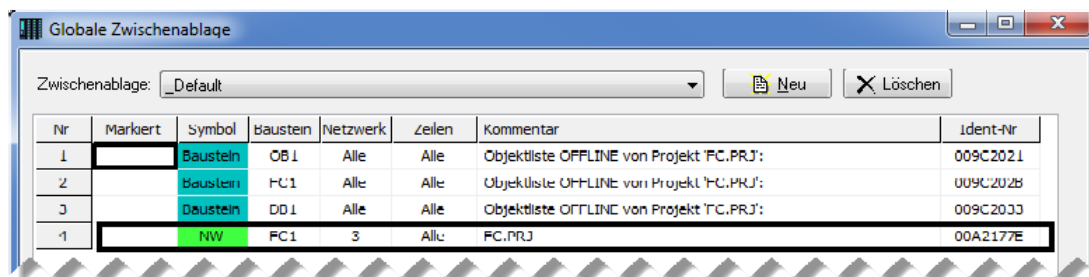 Globale Zwischenablage
Zwischenablage: _Default Neu Löschen
Nr Markiert Symbol Baustein Netzwerk Zeilen Kommentar Ident-Nr
1 Baustein OB1 Alle Alle Objektliste OFFLINE von Projekt 'FC.PRJ': 009C2021
2 Baustein FC1 Alle Alle Objektliste OFFLINE von Projekt 'FC.PRJ': 009C202B
3 Baustein DB1 Alle Alle Objektliste OFFLINE von Projekt 'FC.PRJ': 009C2033
4 NW FC1 3 Alle FC.PRJ 00A2177E